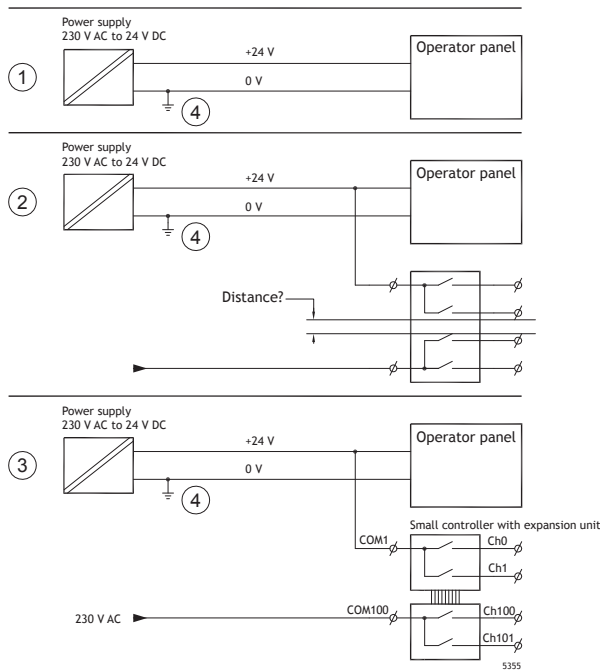 Power supply
230 V AC to 24 V DC
+24 V
Operator panel
1
0 V
4
Power supply
230 V AC to 24 V DC
+24 V
Operator panel
2
0 V
4
Distance?
Power supply
230 V AC to 24 V DC
+24 V
Operator panel
3
0 V
4
Small controller with expansion unit
COM1
Ch0
Ch1
230 V AC
COM100
Ch100
Ch101
5355